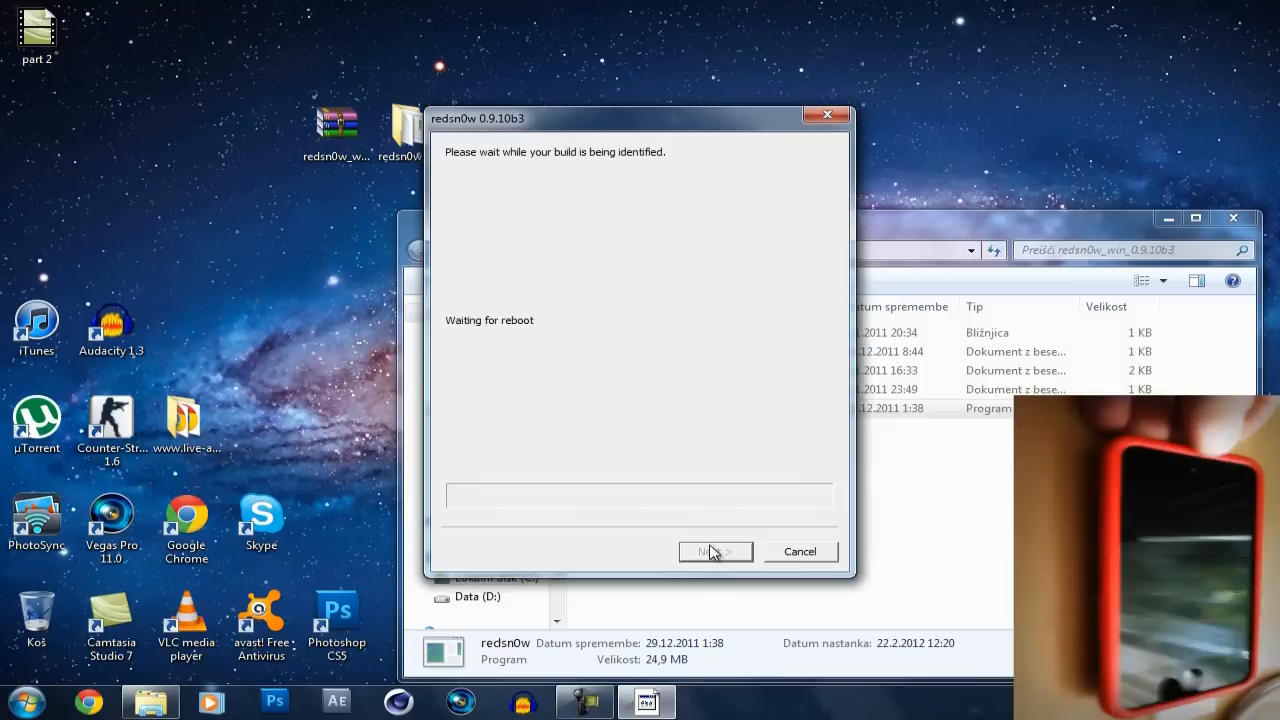 part 2
redsn0w_w...
redsn0w
redsn0w 0.9.10b3
Please wait while your build is being identified.
Waiting for reboot
Cancel
Preišči redsn0w_win_0.9.10b3
atum spremembe
Tip
Velikost
.2011 20:34
Bližnjica
1 KB
.12.2011 8:44
Dokument z bese...
1 KB
.2011 16:33
Dokument z bese...
2 KB
.2011 23:49
Dokument z bese...
1 KB
.12.2011 1:38
Program
Data (D:)
redsn0w
Datum spremembe: 29.12.2011 1:38
Datum nastanka: 22.2.2012 12:20
Program
Velikost: 24,9 MB
iTunes
Audacity 1.3
µTorrent
Counter-Str... 1.6
www.live-a...
PhotoSync
Vegas Pro 11.0
Google Chrome
Skype
Koš
Camtasia Studio 7
VLC media player
avast! Free Antivirus
Photoshop CS5
Ps
Ps
AE